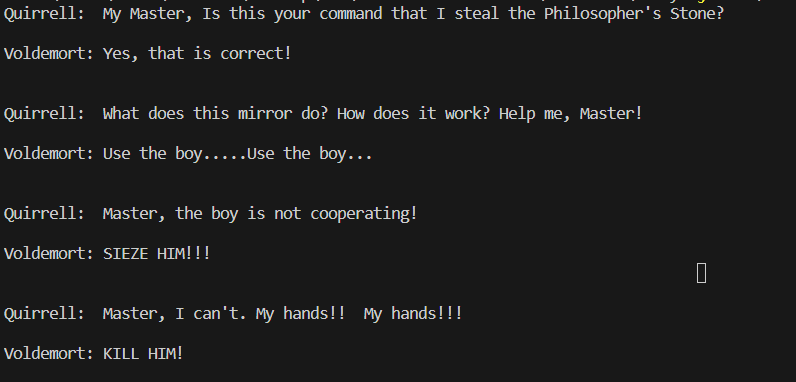 Quirrell:  My Master, Is this your command that I steal the Philosopher's Stone?
Voldemort: Yes, that is correct!
Quirrell:  What does this mirror do? How does it work? Help me, Master!
Voldemort: Use the boy.....Use the boy...
Quirrell:  Master, the boy is not cooperating!
Voldemort: SIEZE HIM!!!
Quirrell:  Master, I can't. My hands!!  My hands!!!
Voldemort: KILL HIM!